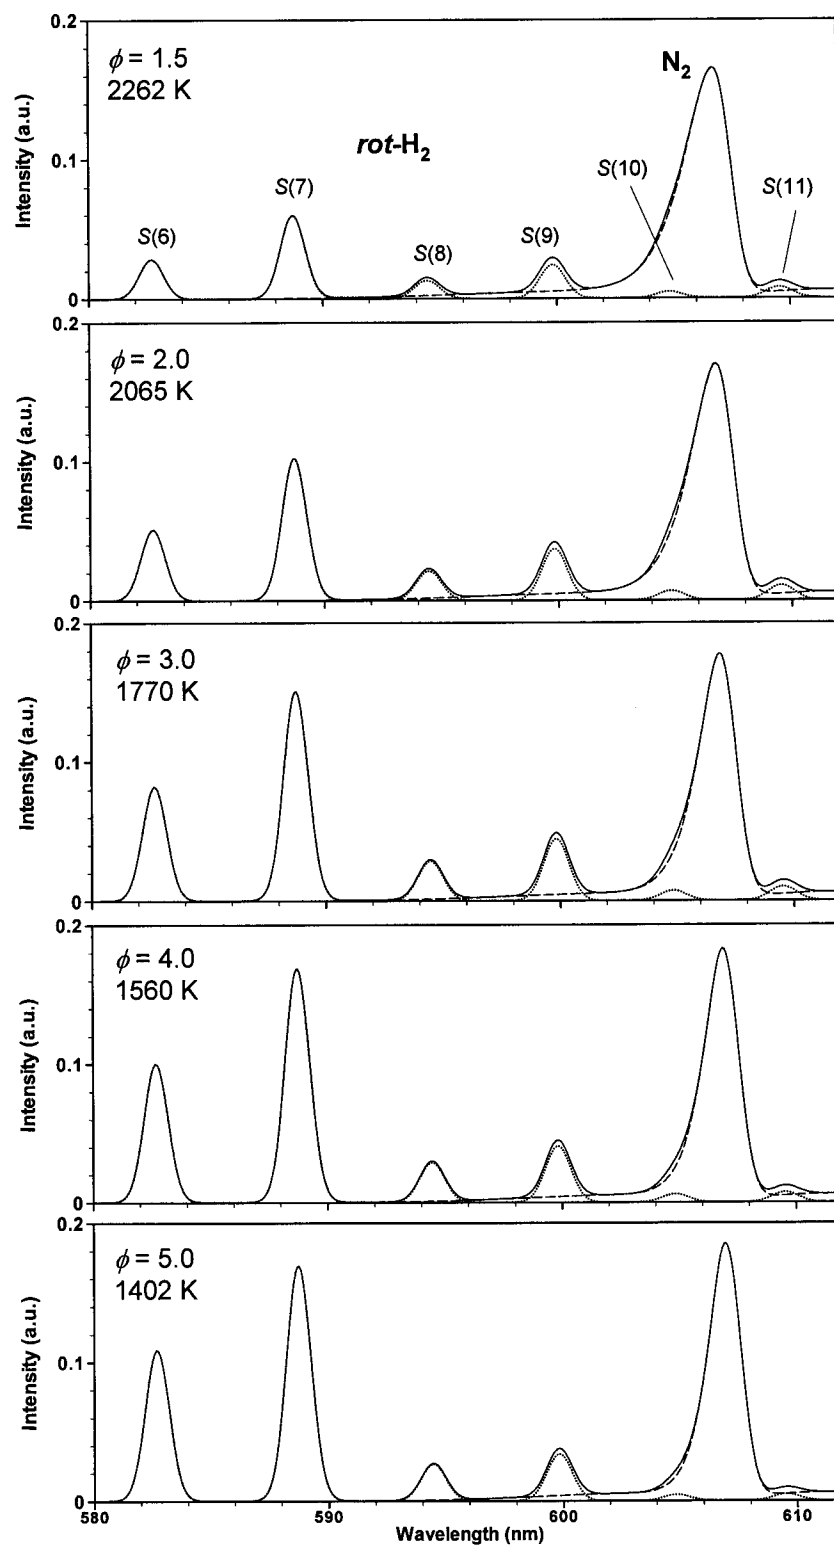 0.2
ϕ = 1.5
2262 K
N₂
rot-H₂
S(10)
S(7)
S(11)
S(6)
S(8)
S(9)
0.1
0
Intensity (a.u.)
0.2
ϕ = 2.0
2065 K
0.1
0
Intensity (a.u.)
0.2
ϕ = 3.0
1770 K
0.1
0
Intensity (a.u.)
0.2
ϕ = 4.0
1560 K
0.1
0
Intensity (a.u.)
0.2
ϕ = 5.0
1402 K
0.1
0
Intensity (a.u.)
580 590 600 610
Wavelength (nm)